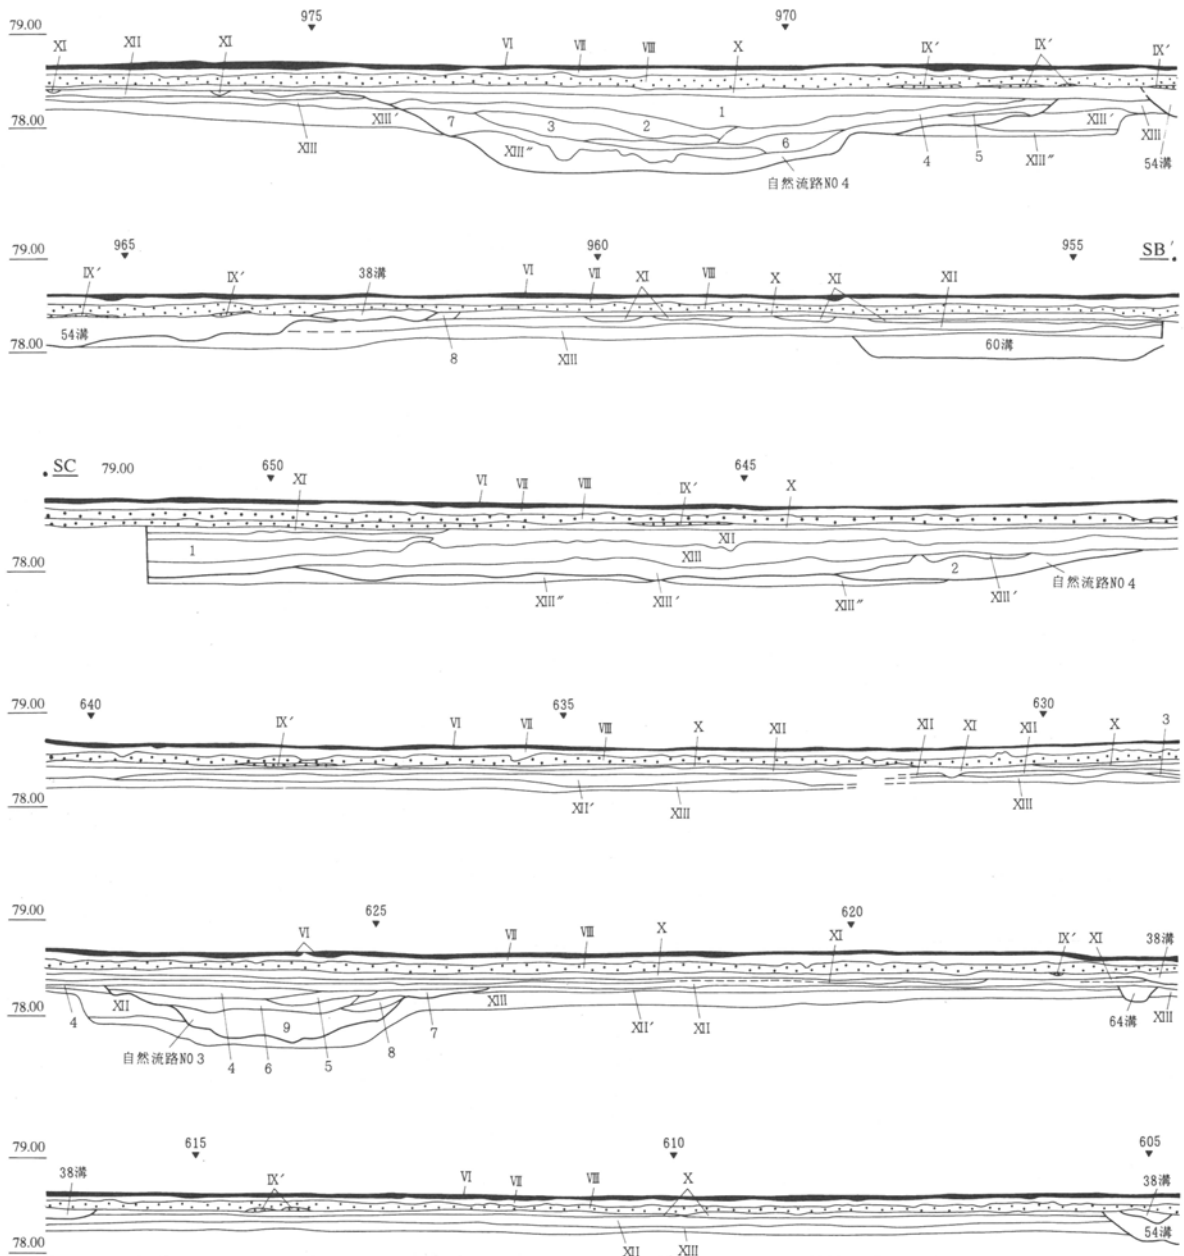 975 970
79.00
XI XII XI VI VII VIII X IX′ IX′ IX′
1
7 3 2 XIII′ XIII′ XIII
78.00
6
XIII XIII″ 4 5 XIII″ 54溝
自然流路NO4
965 960 955
79.00 SB′
IX′ IX′ 38溝 VI VII XI VIII X XI XII
54溝
78.00 8 XIII 60溝
SC 79.00 650 645
XI VI VII VIII IX′ X
XII
1 XIII
78.00 2
XIII″ XIII′ XIII″ XIII′ 自然流路NO4
640 635 630
79.00
IX′ VI VII VIII X XII XII XI XII X 3
78.00
XII′ XIII XIII
625 620
79.00
VI VII VIII X XI IX′ XI 38溝
XII XIII
78.00 9
4 7 XII′ XII 64溝 XIII
自然流路NO3 4 6 5 8
615 610 605
79.00
38溝 IX′ VI VII VIII X 38溝
54溝
78.00
XII XIII